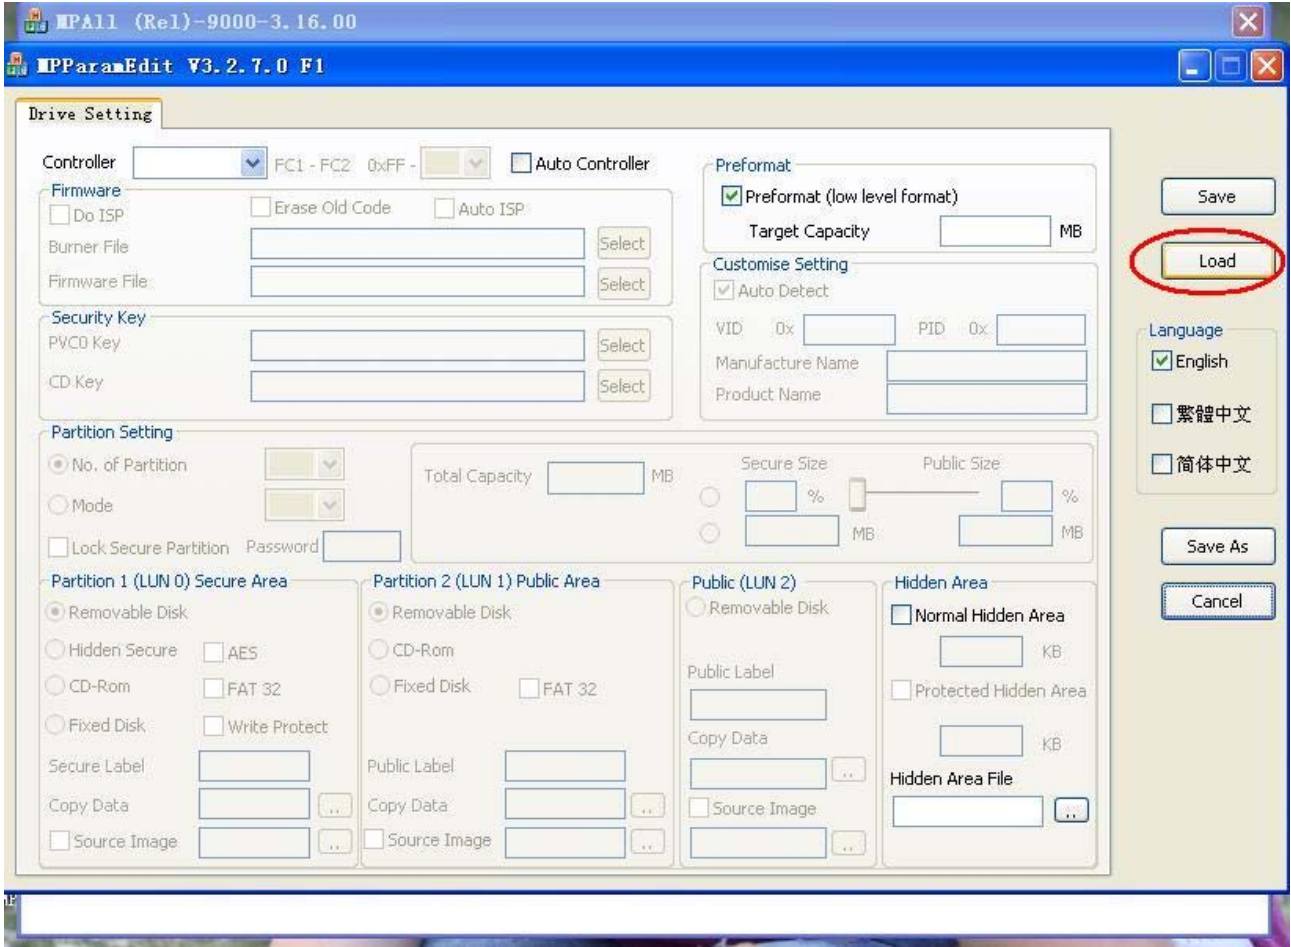 MPAll (Rel)-9000-3.16.00
MPParamEdit V3.2.7.0 F1
Drive Setting
Controller FC1 - FC2 0xFF - Auto Controller
Firmware
Do ISP Erase Old Code Auto ISP
Burner File Select
Firmware File Select
Security Key
PVC0 Key Select
CD Key Select
Preformat
Preformat (low level format)
Target Capacity MB
Customise Setting
Auto Detect
VID 0x PID 0x
Manufacture Name
Product Name
Partition Setting
No. of Partition
Mode
Lock Secure Partition Password
Total Capacity MB
Secure Size Public Size
% %
MB MB
Partition 1 (LUN 0) Secure Area
Removable Disk
Hidden Secure AES
CD-Rom FAT 32
Fixed Disk Write Protect
Secure Label
Copy Data ..
Source Image ..
Partition 2 (LUN 1) Public Area
Removable Disk
CD-Rom
Fixed Disk FAT 32
Public Label
Copy Data ..
Source Image ..
Public (LUN 2)
Removable Disk
Public Label
Copy Data
..
Source Image
..
Hidden Area
Normal Hidden Area
KB
Protected Hidden Area
KB
Hidden Area File
..
Save
Load
Language
English
繁體中文
简体中文
Save As
Cancel